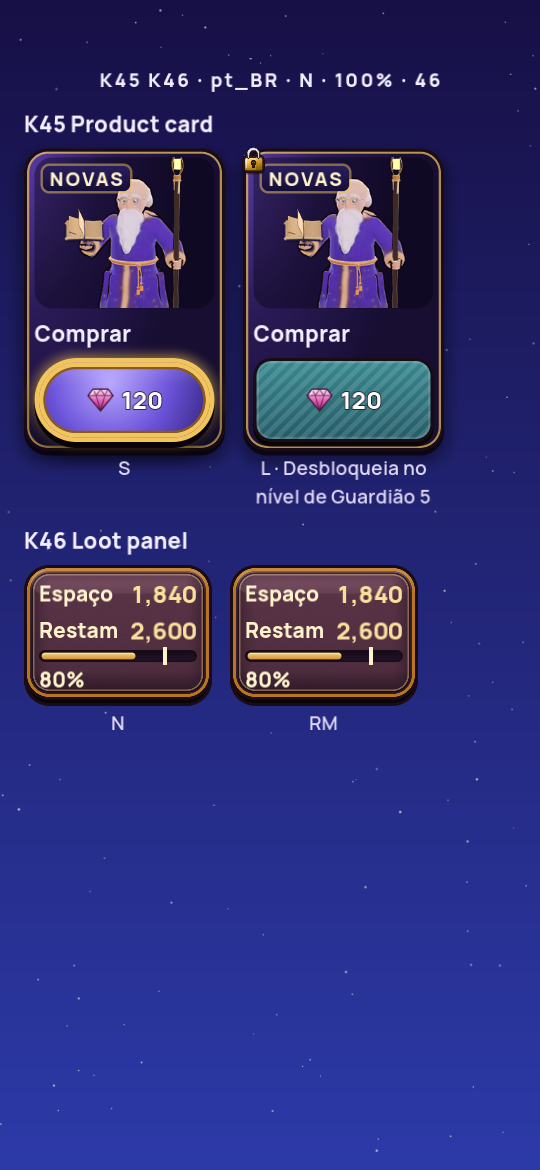 K45 K46 · pt_BR · N · 100% · 46
K45 Product card
NOVAS
NOVAS
Comprar
Comprar
120
120
S
L · Desbloqueia no
nível de Guardião 5
K46 Loot panel
Espaço 1,840
Restam 2,600
80%
Espaço 1,840
Restam 2,600
80%
N
RM